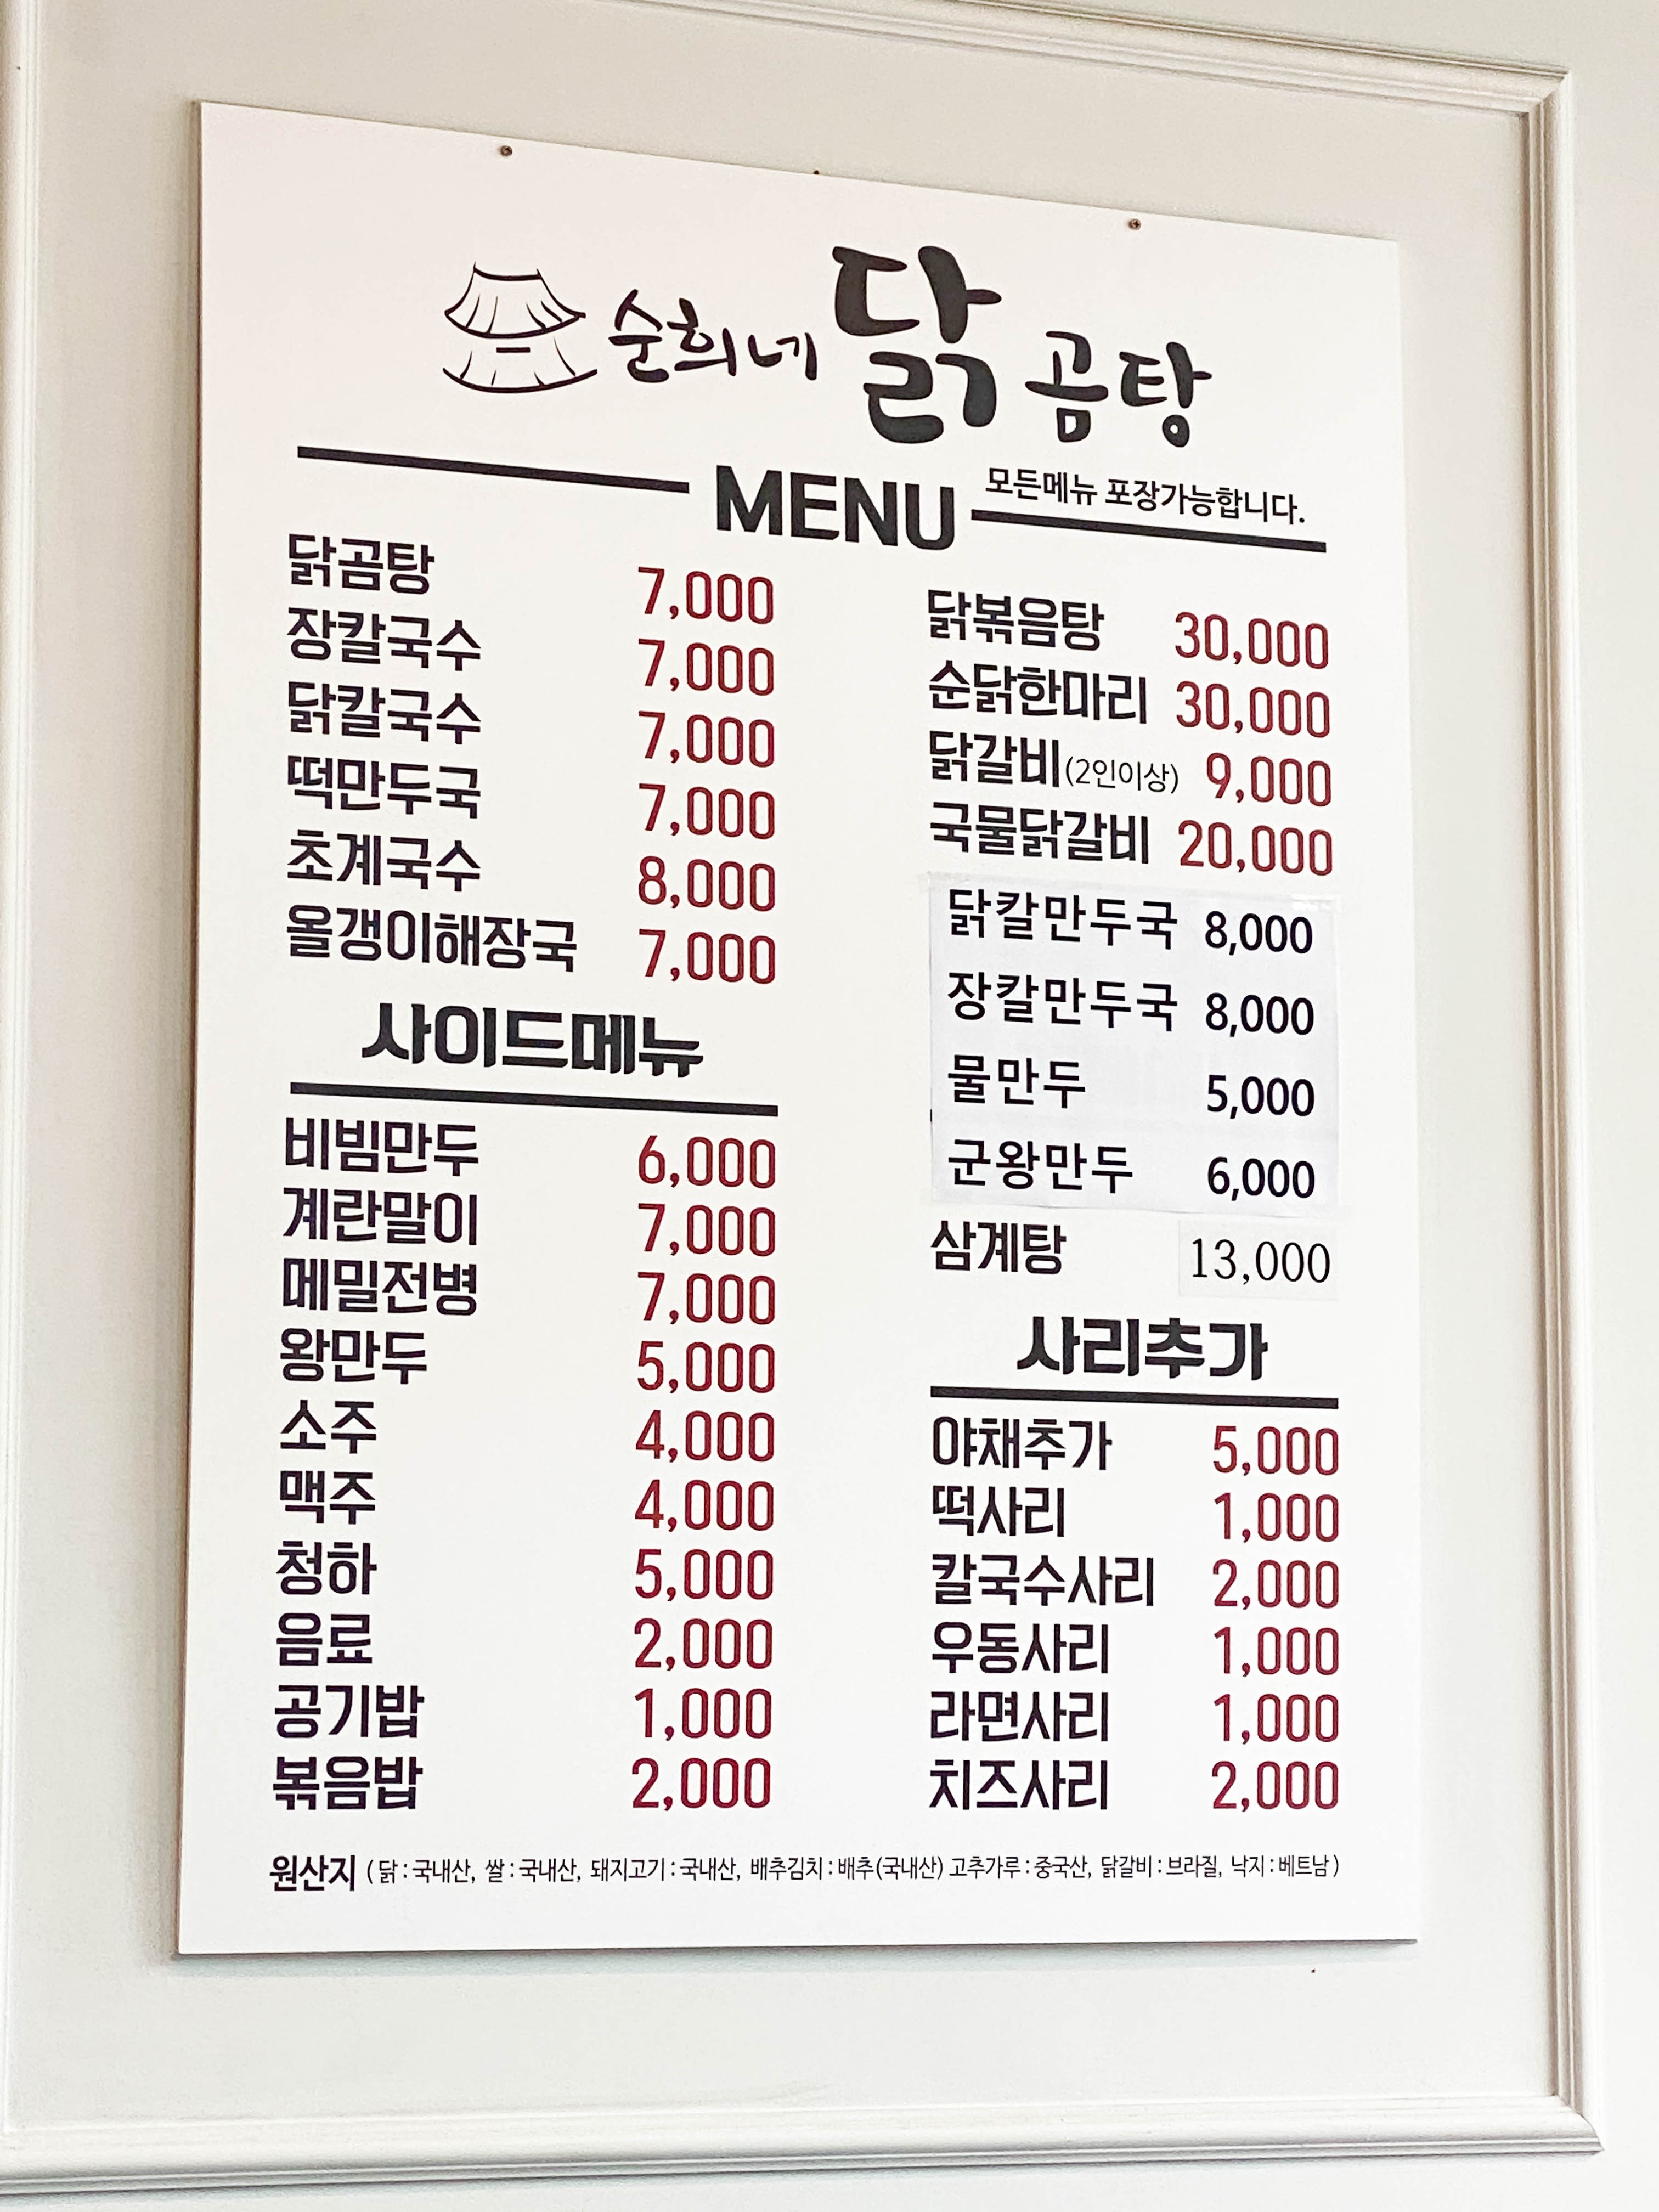 순희네 닭곰탕
MENU 모든메뉴 포장가능합니다.
닭곰탕 7,000
장칼국수 7,000
닭칼국수 7,000
떡만두국 7,000
초계국수 8,000
올갱이해장국 7,000
사이드메뉴
비빔만두 6,000
계란말이 7,000
메밀전병 7,000
왕만두 5,000
소주 4,000
맥주 4,000
청하 5,000
음료 2,000
공기밥 1,000
볶음밥 2,000
닭볶음탕 30,000
순닭한마리 30,000
닭갈비(2인이상) 9,000
국물닭갈비 20,000
닭칼만두국 8,000
장칼만두국 8,000
물만두 5,000
군왕만두 6,000
삼계탕 13,000
사리추가
야채추가 5,000
떡사리 1,000
칼국수사리 2,000
우동사리 1,000
라면사리 1,000
치즈사리 2,000
원산지 ( 닭 : 국내산, 쌀 : 국내산, 돼지고기 : 국내산, 배추김치 : 배추(국내산) 고추가루 : 중국산, 닭갈비 : 브라질, 낙지 : 베트남 )